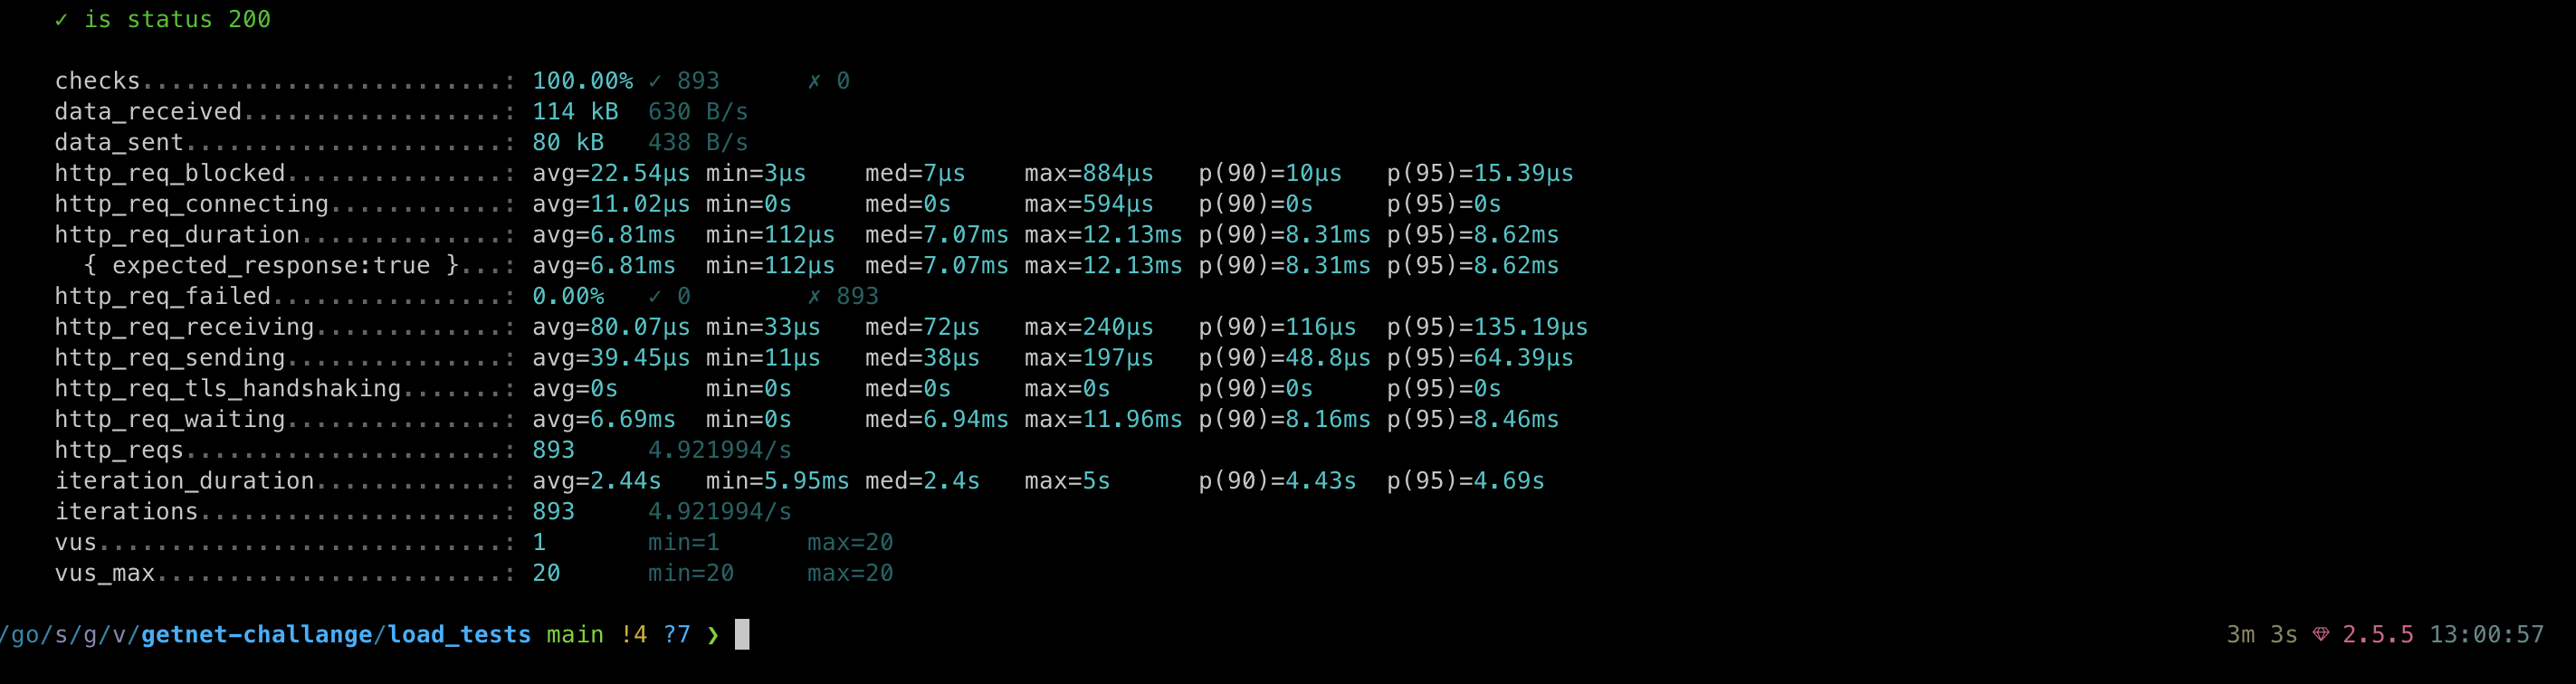 ✓ is status 200
checks.........................: 100.00% ✓ 893      ✗ 0
data_received..................: 114 kB  630 B/s
data_sent......................: 80 kB   438 B/s
http_req_blocked...............: avg=22.54µs min=3µs    med=7µs    max=884µs   p(90)=10µs   p(95)=15.39µs
http_req_connecting............: avg=11.02µs min=0s     med=0s     max=594µs   p(90)=0s     p(95)=0s
http_req_duration..............: avg=6.81ms  min=112µs  med=7.07ms max=12.13ms p(90)=8.31ms p(95)=8.62ms
{ expected_response:true }...: avg=6.81ms  min=112µs  med=7.07ms max=12.13ms p(90)=8.31ms p(95)=8.62ms
http_req_failed................: 0.00%   ✓ 0        ✗ 893
http_req_receiving.............: avg=80.07µs min=33µs   med=72µs   max=240µs   p(90)=116µs  p(95)=135.19µs
http_req_sending...............: avg=39.45µs min=11µs   med=38µs   max=197µs   p(90)=48.8µs p(95)=64.39µs
http_req_tls_handshaking.......: avg=0s      min=0s     med=0s     max=0s      p(90)=0s     p(95)=0s
http_req_waiting...............: avg=6.69ms  min=0s     med=6.94ms max=11.96ms p(90)=8.16ms p(95)=8.46ms
http_reqs......................: 893     4.921994/s
iteration_duration.............: avg=2.44s   min=5.95ms med=2.4s   max=5s      p(90)=4.43s  p(95)=4.69s
iterations.....................: 893     4.921994/s
vus............................: 1       min=1      max=20
vus_max........................: 20      min=20     max=20
/go/s/g/v/getnet-challange/load_tests main !4 ?7 ❯ 3m 3s 2.5.5 13:00:57